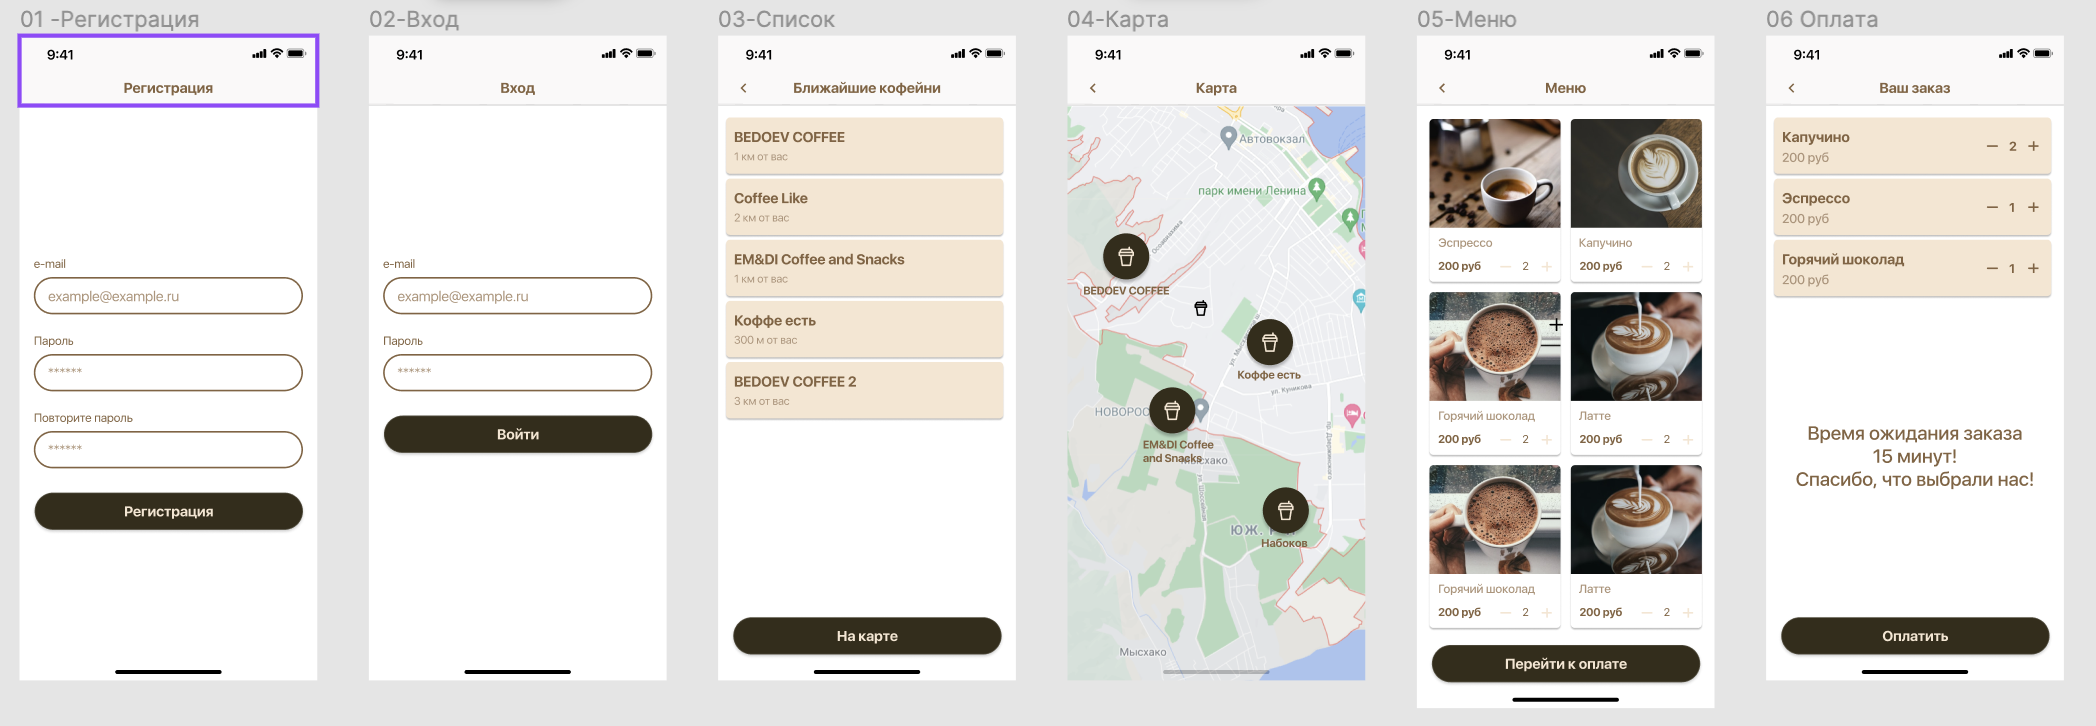 01 -Регистрация
9:41
Регистрация
e-mail
example@example.ru
Пароль
******
Повторите пароль
******
Регистрация
02-Вход
9:41
Вход
e-mail
example@example.ru
Пароль
******
Войти
03-Список
9:41
Ближайшие кофейни
BEDOEV COFFEE
1 км от вас
Coffee Like
2 км от вас
EM&DI Coffee and Snacks
1 км от вас
Коффе есть
300 м от вас
BEDOEV COFFEE 2
3 км от вас
На карте
04-Карта
9:41
Карта
Автовокзал
парк имени Ленина
BEDOEV COFFEE
Коффе есть
ул. Куникова
НОВОРОС
EM&DI Coffee
and Snacks
Мысхако
ЮЖ.
Набоков
Мысхако
05-Меню
9:41
Меню
Эспрессо
200 руб — 2 +
Капучино
200 руб — 2 +
Горячий шоколад
200 руб — 2 +
Латте
200 руб — 2 +
Горячий шоколад
200 руб — 2 +
Латте
200 руб — 2 +
Перейти к оплате
06 Оплата
9:41
Ваш заказ
Капучино
200 руб
— 2 +
Эспрессо
200 руб
— 1 +
Горячий шоколад
200 руб
— 1 +
Время ожидания заказа
15 минут!
Спасибо, что выбрали нас!
Оплатить